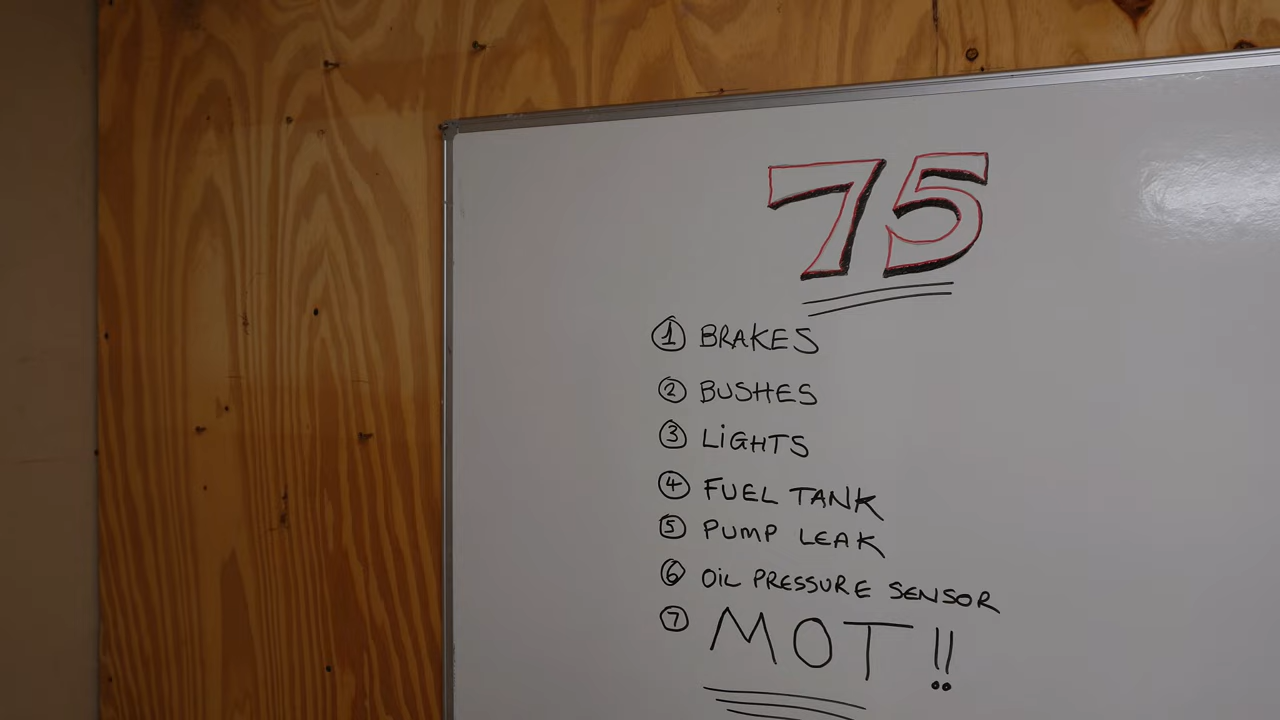 75
① BRAKES
② BUSHES
③ LiGHTS
④ FUEL TANK
⑤ PUMP LEAK
⑥ OiL PRESSURE SENSOR
⑦ MOT!!